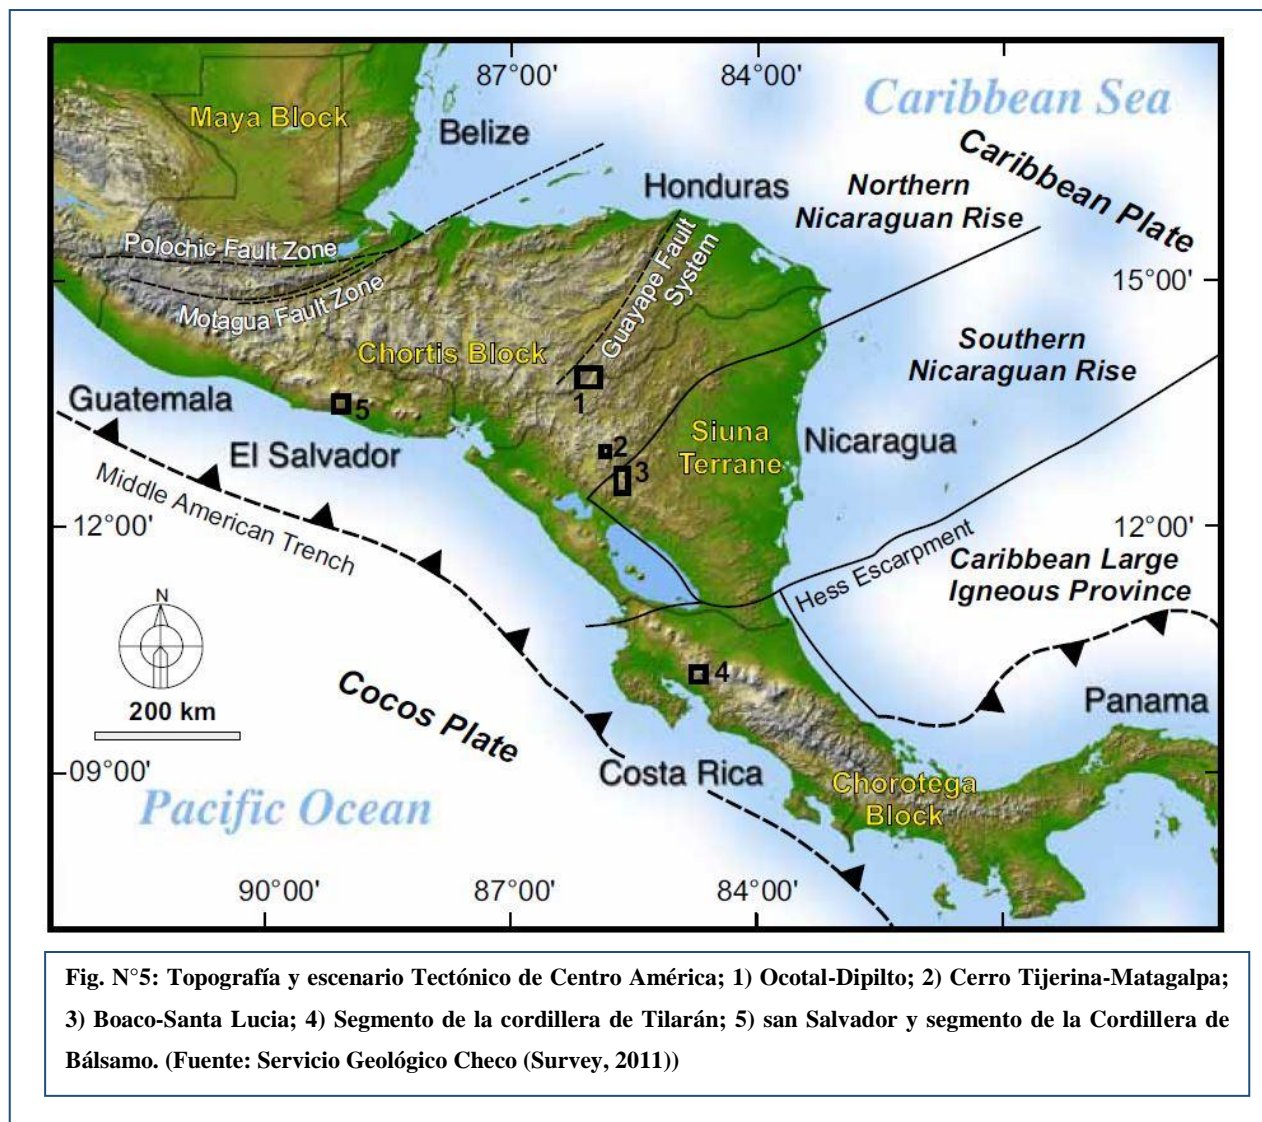 87°00'
84°00'
Caribbean Sea
Maya Block
Belize
Caribbean Plate
Honduras
Northern
Nicaraguan Rise
Polochic Fault Zone
Guayape Fault
System
15°00'
Motagua Fault Zone
Chortis Block
Southern
Nicaraguan Rise
1
Guatemala
5
El Salvador
Siuna
Terrane
Nicaragua
2
3
Middle American Trench
12°00'
12°00'
Hess Escarpment
Caribbean Large
Igneous Province
N
200 km
4
Cocos Plate
Panama
09°00'
Costa Rica
Pacific Ocean
Chorotega
Block
90°00'
87°00'
84°00'
Fig. N°5: Topografía y escenario Tectónico de Centro América; 1) Ocotal-Dipilto; 2) Cerro Tijerina-Matagalpa;
3) Boaco-Santa Lucia; 4) Segmento de la cordillera de Tilarán; 5) san Salvador y segmento de la Cordillera de
Bálsamo. (Fuente: Servicio Geológico Checo (Survey, 2011))